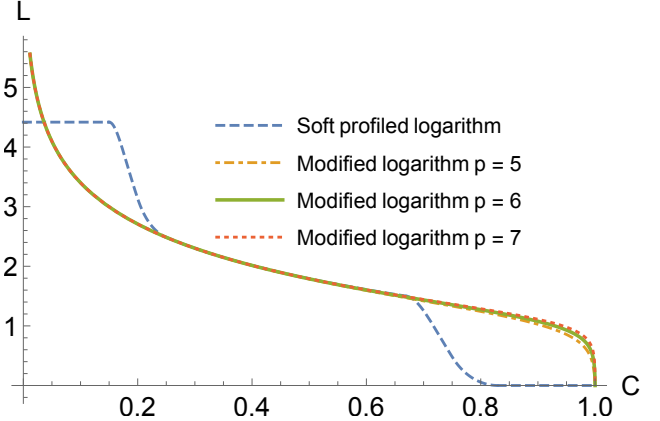 L
5
4
3
2
1
Soft profiled logarithm
Modified logarithm p = 5
Modified logarithm p = 6
Modified logarithm p = 7
0.2 0.4 0.6 0.8 1.0 C